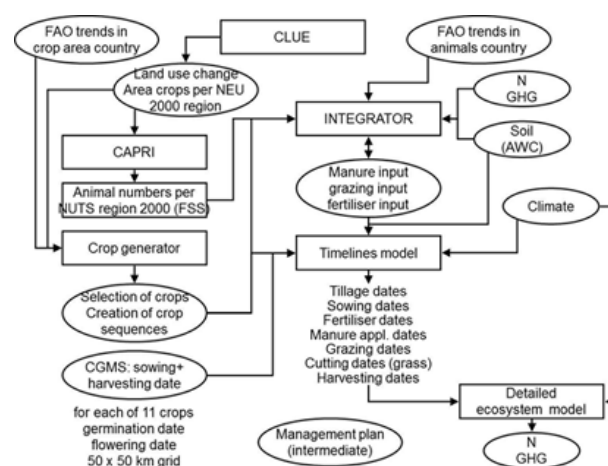 FAO trends in
crop area country
CLUE
FAO trends in
animals country
Land use change
Area crops per NEU
2000 region
N
GHG
INTEGRATOR
Soil
(AWC)
CAPRI
Animal numbers per
NUTS region 2000 (FSS)
Manure input
grazing input
fertiliser input
Climate
Crop generator
Timelines model
Selection of crops
Creation of crop
sequences
Tillage dates
Sowing dates
Fertiliser dates
Manure appl. dates
Grazing dates
Cutting dates (grass)
Harvesting dates
CGMS: sowing+
harvesting date
for each of 11 crops
germination date
flowering date
50 x 50 km grid
Management plan
(intermediate)
Detailed
ecosystem model
N
GHG